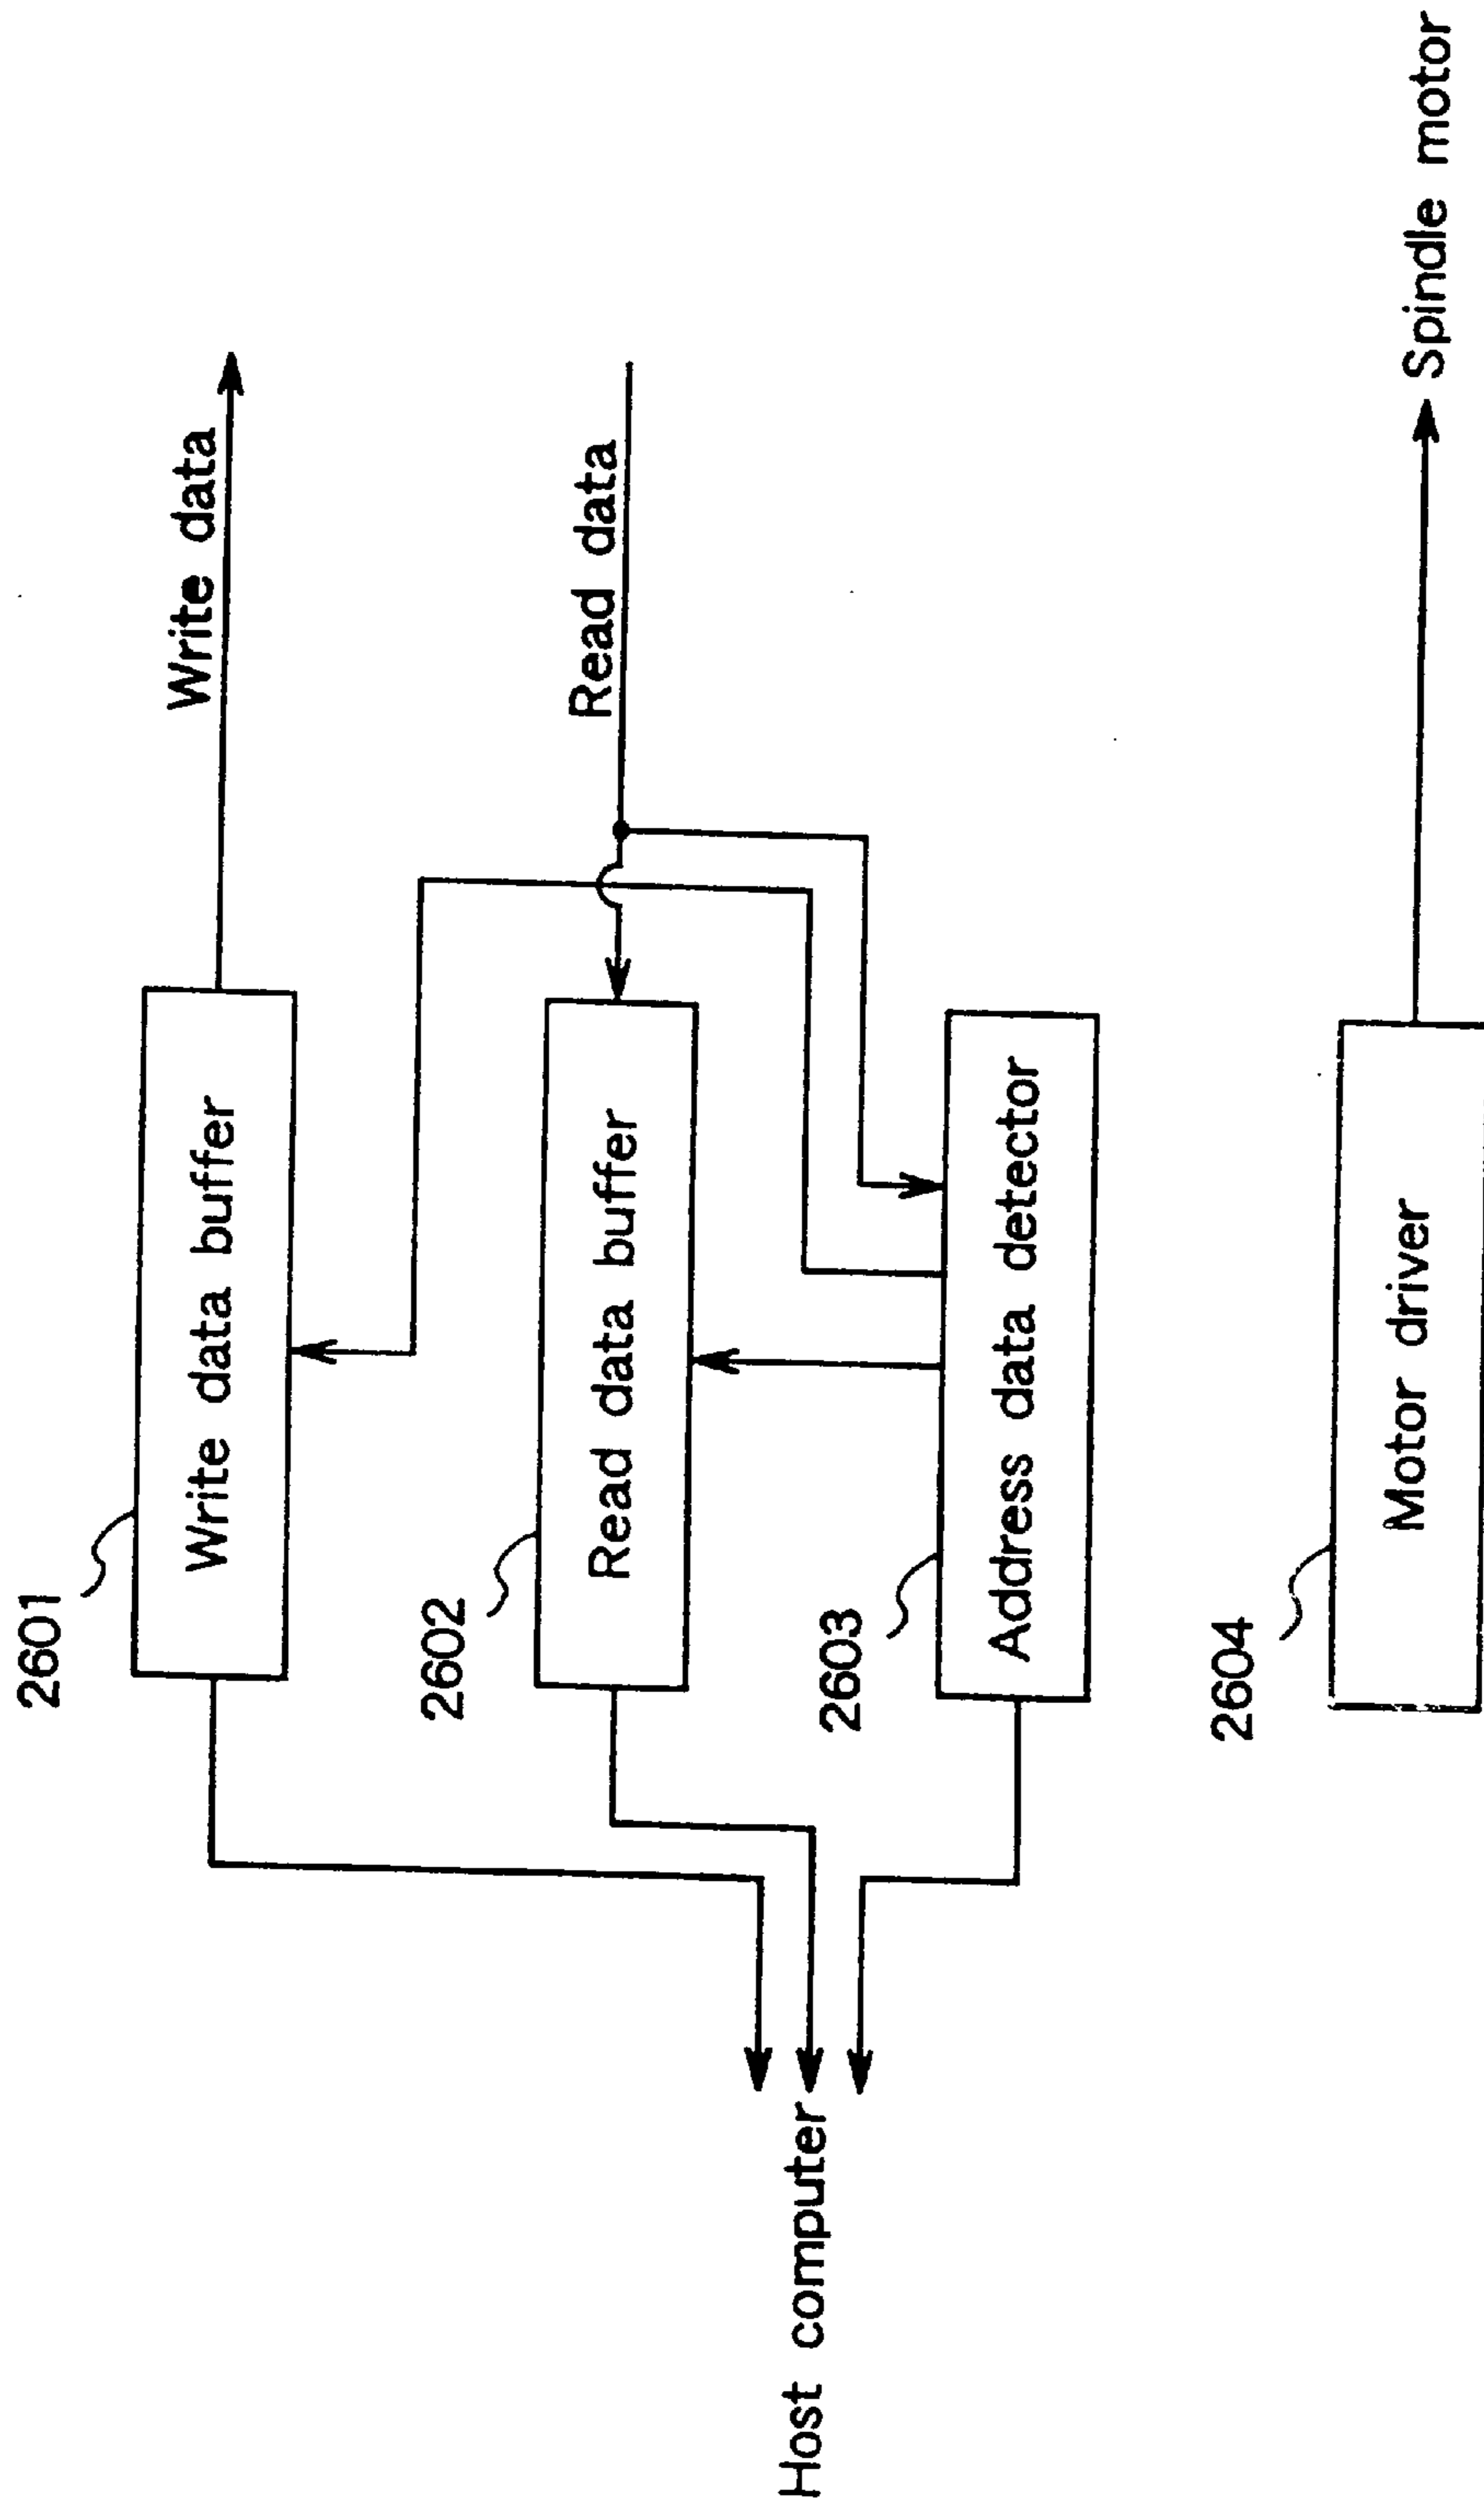 2601
Write data buffer
Write data
2602
Read data buffer
Read data
Host computer
2603
Address data detector
2604
Motor driver
Spindle motor